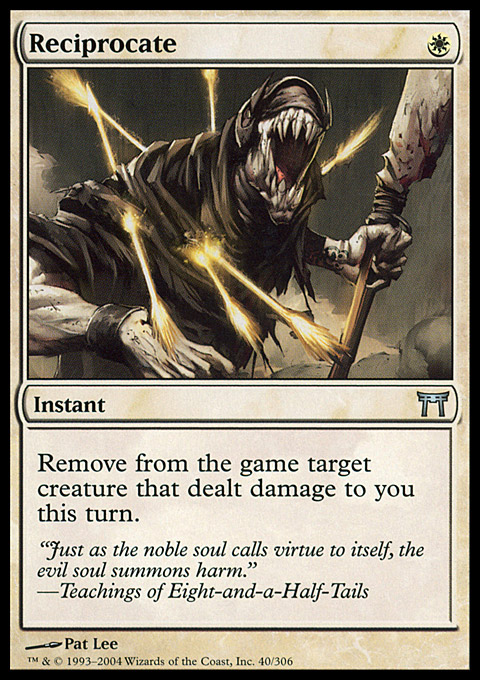 Reciprocate
Instant
Remove from the game target
creature that dealt damage to you
this turn.
“Just as the noble soul calls virtue to itself, the
evil soul summons harm.”
—Teachings of Eight-and-a-Half-Tails
Pat Lee
™ & © 1993–2004 Wizards of the Coast, Inc. 40/306